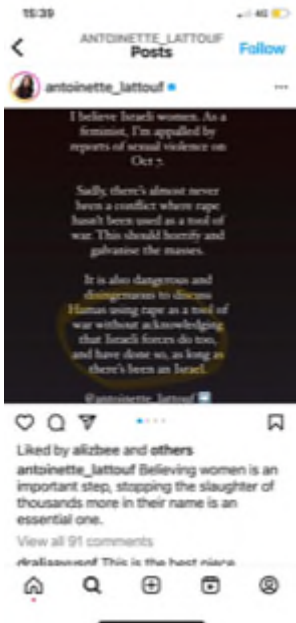 15:39
4G
ANTOINETTE_LATTOUF
Posts
Follow
antoinette_lattouf
I believe Israeli women. As a
feminist, I'm appalled by
reports of sexual violence on
Oct 7.
Sadly, there's almost never
been a conflict where rape
hasn't been used as a tool of
war. This should horrify and
galvanise the masses.
It is also dangerous and
disingenuous to discuss
Hamas using rape as a tool of
war without acknowledging
that Israeli forces do too,
and have done so, as long as
there's been an Israel.
@antoinette_lattouf
Liked by alizbee and others
antoinette_lattouf Believing women is an
important step, stopping the slaughter of
thousands more in their name is an
essential one.
View all 91 comments
This is the best piece